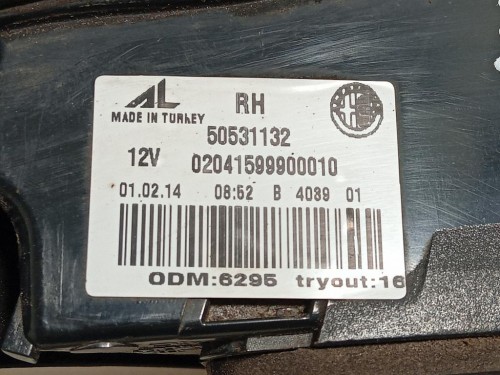 AL RH
MADE IN TURKEY
50531132
12V 02041599900010
01.02.14 08:52 B 4039 01
ODM:6295 tryout:16